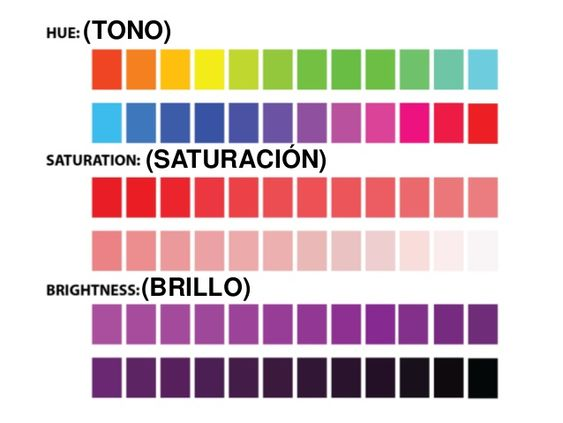 HUE: (TONO)
SATURATION: (SATURACIÓN)
BRIGHTNESS: (BRILLO)